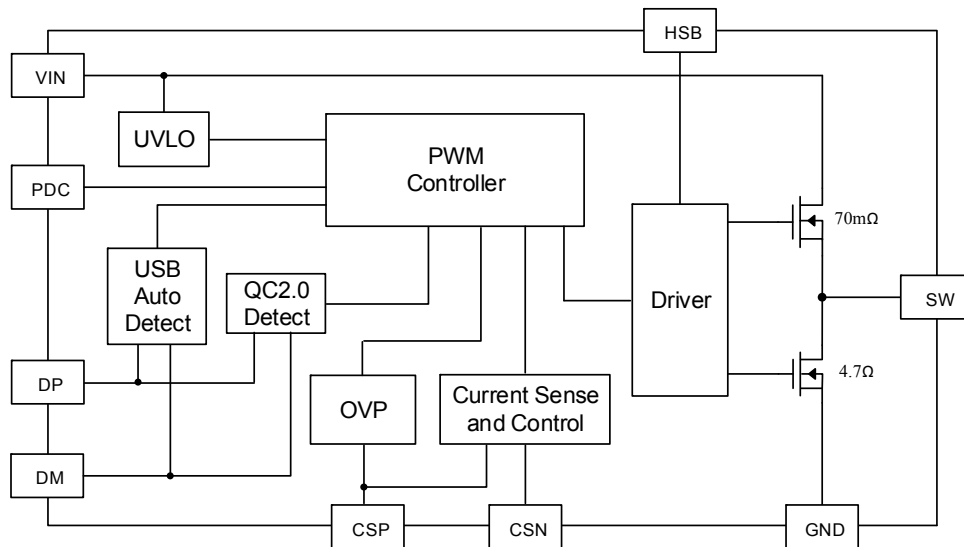 HSB
VIN
UVLO
PWM
Controller
PDC
70mΩ
USB
Auto
Detect
QC2.0
Detect
Driver
SW
DP
4.7Ω
OVP
Current Sense
and Control
DM
CSP
CSN
GND